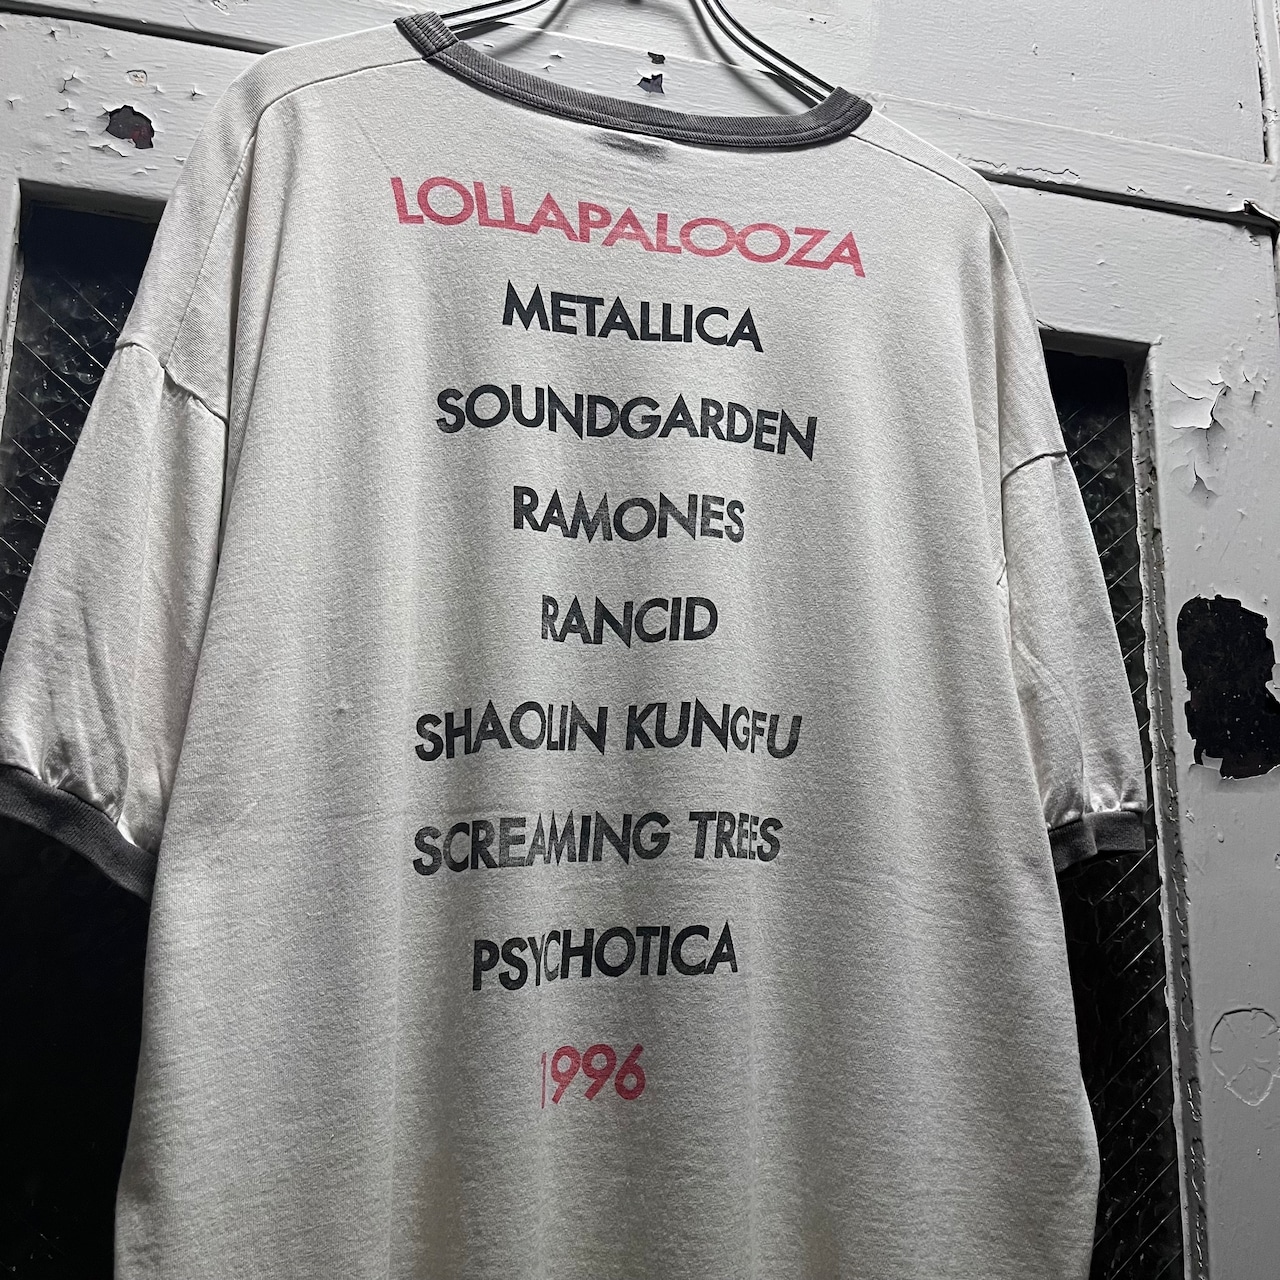 LOLLAPALOOZA
METALLICA
SOUNDGARDEN
RAMONES
RANCID
SHAOLIN KUNGFU
SCREAMING TREES
PSYCHOTICA
1996